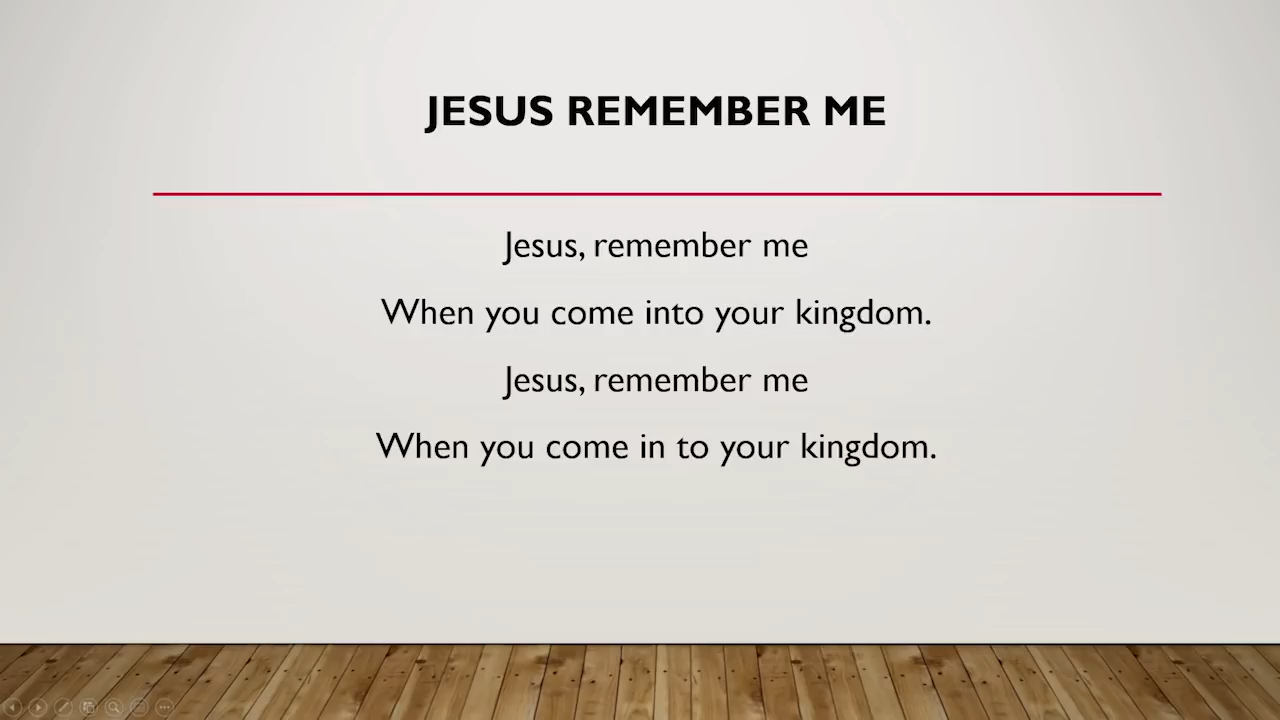 JESUS REMEMBER ME
Jesus, remember me
When you come into your kingdom.
Jesus, remember me
When you come in to your kingdom.